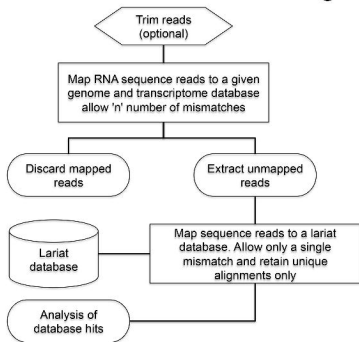 Trim reads
(optional)
Map RNA sequence reads to a given
genome and transcriptome database
allow 'n' number of mismatches
Discard mapped
reads
Extract unmapped
reads
Lariat
database
Map sequence reads to a lariat
database. Allow only a single
mismatch and retain unique
alignments only
Analysis of
database hits